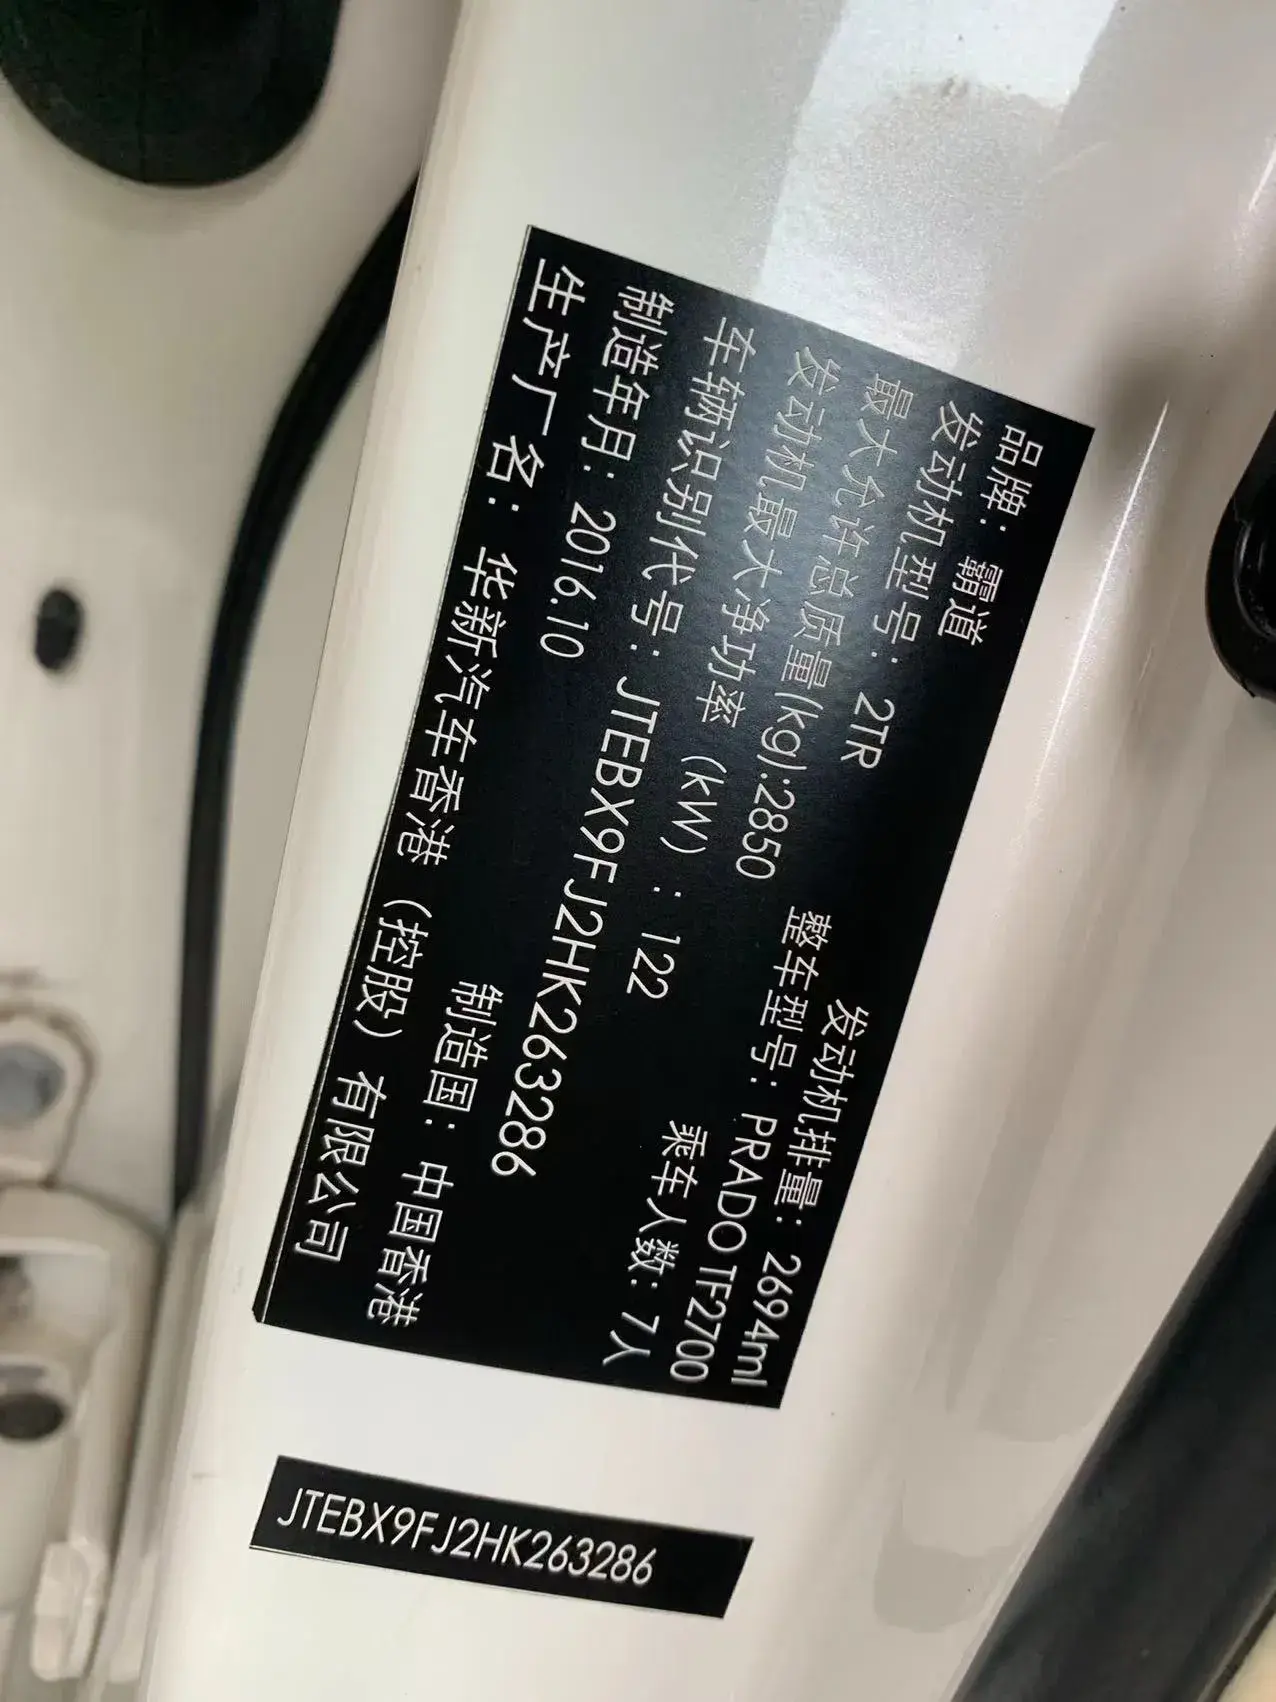 品牌：霸道
发动机型号：2TR 发动机排量：2694ml
最大允许总质量(kg):2850 整车型号：PRADO TF2700
发动机最大净功率（kW）：122 乘车人数：7人
车辆识别代号：JTEBX9FJ2HK263286
制造年月：2016.10 制造国：中国香港
生产厂名：华新汽车香港（控股）有限公司
JTEBX9FJ2HK263286